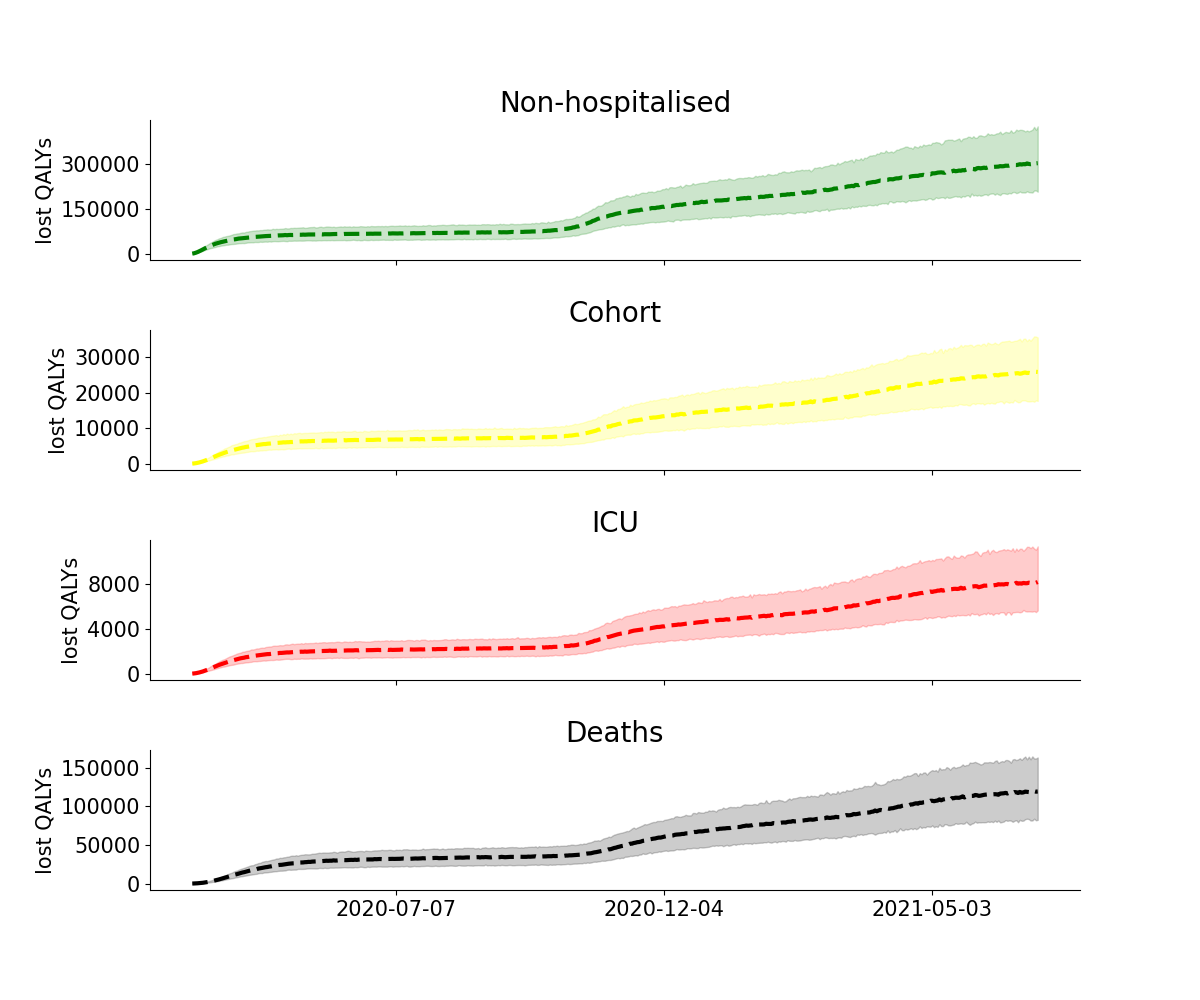 Non-hospitalised
lost QALYs
300000
150000
0
Cohort
lost QALYs
30000
20000
10000
0
ICU
lost QALYs
8000
4000
0
Deaths
lost QALYs
150000
100000
50000
0
2020-07-07 2020-12-04 2021-05-03